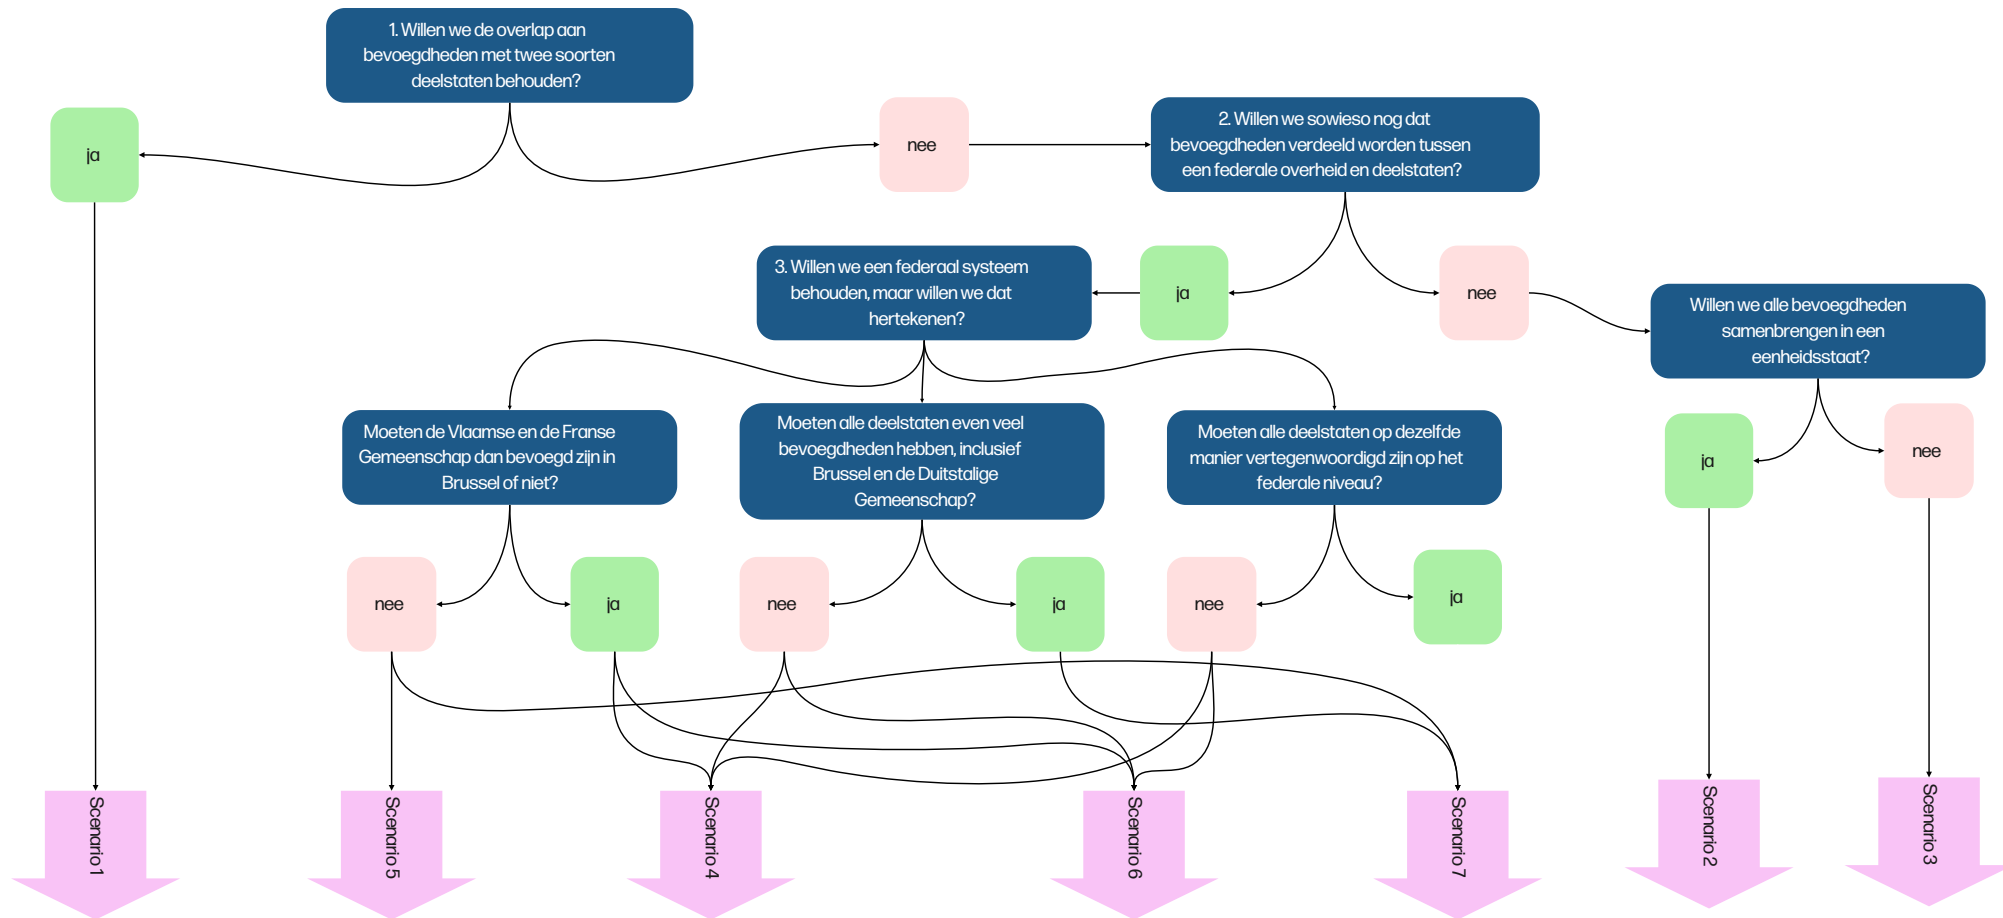 1. Willen we de overlap aan
bevoegdheden met twee soorten
deelstaten behouden?
ja
nee
2. Willen we sowieso nog dat
bevoegdheden verdeeld worden tussen
een federale overheid en deelstaten?
3. Willen we een federaal systeem
behouden, maar willen we dat
hertekenen?
ja
nee
Willen we alle bevoegdheden
samenbrengen in een
eenheidsstaat?
Moeten de Vlaamse en de Franse
Gemeenschap dan bevoegd zijn in
Brussel of niet?
Moeten alle deelstaten even veel
bevoegdheden hebben, inclusief
Brussel en de Duitstalige
Gemeenschap?
Moeten alle deelstaten op dezelfde
manier vertegenwoordigd zijn op het
federale niveau?
ja
nee
nee
ja
nee
ja
nee
ja
Scenario 1
Scenario 5
Scenario 4
Scenario 6
Scenario 7
Scenario 2
Scenario 3